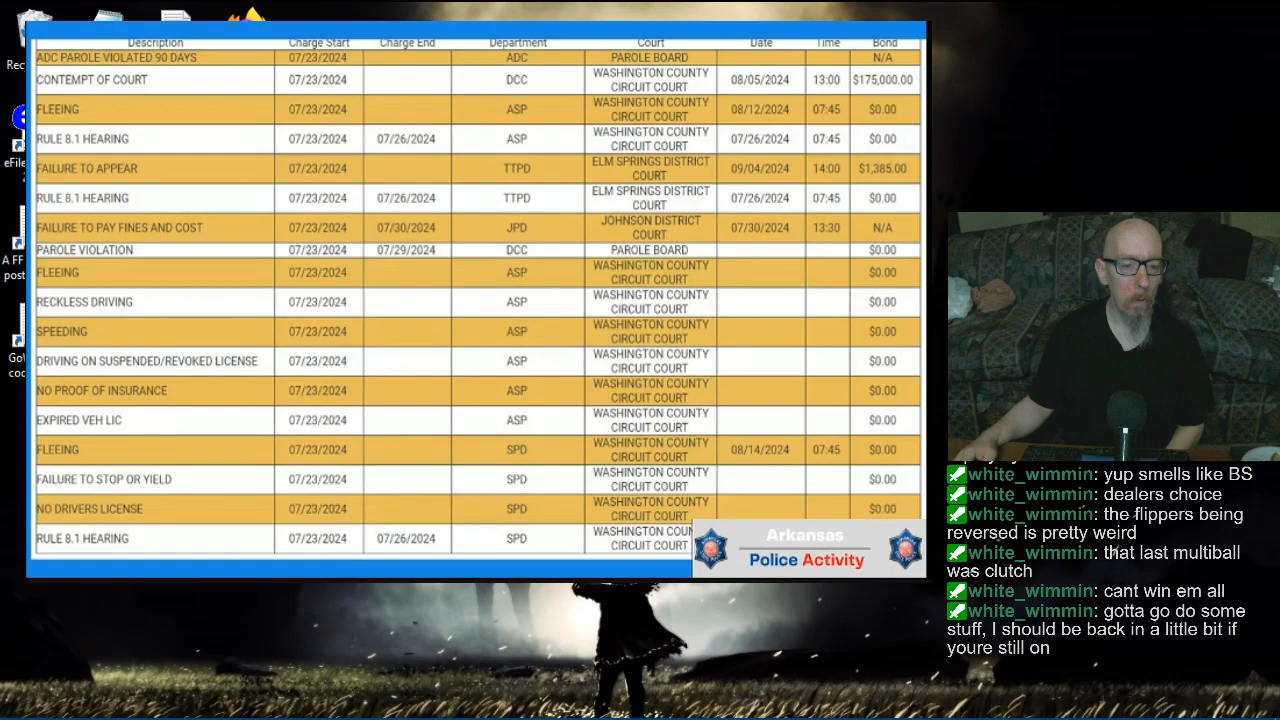 Description Charge Start Charge End Department Court Date Time Bond
ADC PAROLE VIOLATED 90 DAYS 07/23/2024 ADC PAROLE BOARD N/A
CONTEMPT OF COURT 07/23/2024 DCC WASHINGTON COUNTY CIRCUIT COURT 08/05/2024 13:00 $175,000.00
FLEEING 07/23/2024 ASP WASHINGTON COUNTY CIRCUIT COURT 08/12/2024 07:45 $0.00
RULE 8.1 HEARING 07/23/2024 07/26/2024 ASP WASHINGTON COUNTY CIRCUIT COURT 07/26/2024 07:45 $0.00
FAILURE TO APPEAR 07/23/2024 TTPD ELM SPRINGS DISTRICT COURT 09/04/2024 14:00 $1,385.00
RULE 8.1 HEARING 07/23/2024 07/26/2024 TTPD ELM SPRINGS DISTRICT COURT 07/26/2024 07:45 $0.00
FAILURE TO PAY FINES AND COST 07/23/2024 07/30/2024 JPD JOHNSON DISTRICT COURT 07/30/2024 13:30 N/A
PAROLE VIOLATION 07/23/2024 07/29/2024 DCC PAROLE BOARD $0.00
FLEEING 07/23/2024 ASP WASHINGTON COUNTY CIRCUIT COURT $0.00
RECKLESS DRIVING 07/23/2024 ASP WASHINGTON COUNTY CIRCUIT COURT $0.00
SPEEDING 07/23/2024 ASP WASHINGTON COUNTY CIRCUIT COURT $0.00
DRIVING ON SUSPENDED/REVOKED LICENSE 07/23/2024 ASP WASHINGTON COUNTY CIRCUIT COURT $0.00
NO PROOF OF INSURANCE 07/23/2024 ASP WASHINGTON COUNTY CIRCUIT COURT $0.00
EXPIRED VEH LIC 07/23/2024 ASP WASHINGTON COUNTY CIRCUIT COURT $0.00
FLEEING 07/23/2024 SPD WASHINGTON COUNTY CIRCUIT COURT 08/14/2024 07:45 $0.00
FAILURE TO STOP OR YIELD 07/23/2024 SPD WASHINGTON COUNTY CIRCUIT COURT $0.00
NO DRIVERS LICENSE 07/23/2024 SPD WASHINGTON COUNTY CIRCUIT COURT $0.00
RULE 8.1 HEARING 07/23/2024 07/26/2024 SPD WASHINGTON COUN CIRCUIT COURT
Arkansas
Police Activity
Rec
eFile
A FF
post
Go
coo
white_wimmin: yup smells like BS
white_wimmin: dealers choice
white_wimmin: the flippers being
reversed is pretty weird
white_wimmin: that last multiball
was clutch
white_wimmin: cant win em all
white_wimmin: gotta go do some
stuff, I should be back in a little bit if
youre still on